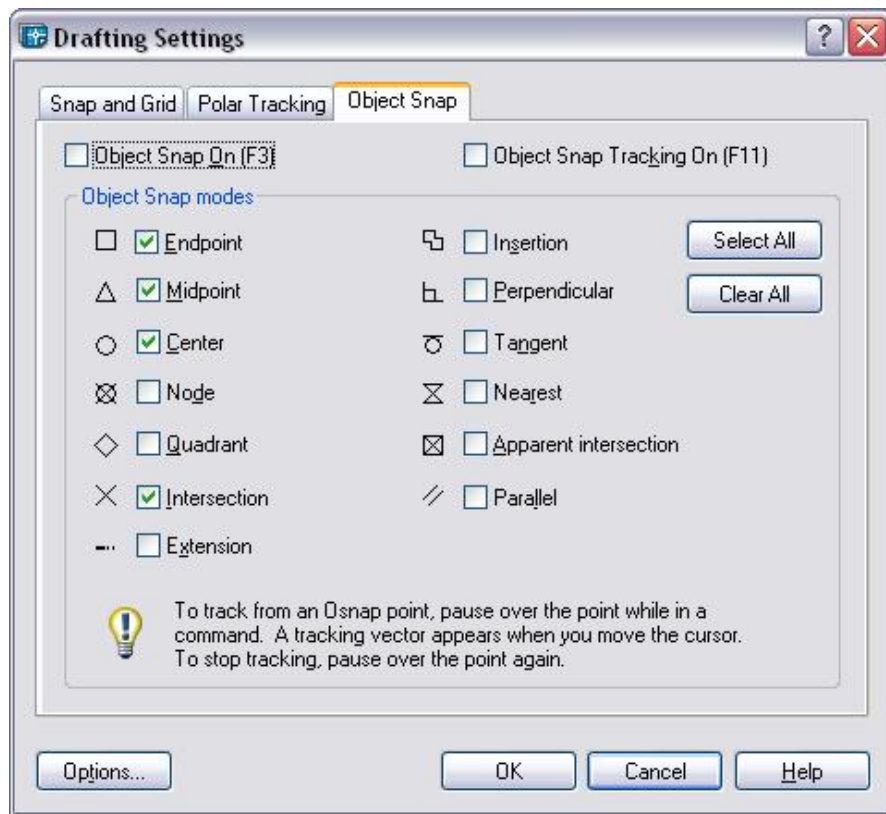 Drafting Settings
Snap and Grid
Polar Tracking
Object Snap
Object Snap On (F3)
Object Snap Tracking On (F11)
Object Snap modes
Endpoint
Midpoint
Center
Node
Quadrant
Intersection
Extension
Insertion
Perpendicular
Tangent
Nearest
Apparent intersection
Parallel
Select All
Clear All
To track from an Osnap point, pause over the point while in a
command. A tracking vector appears when you move the cursor.
To stop tracking, pause over the point again.
Options...
OK
Cancel
Help